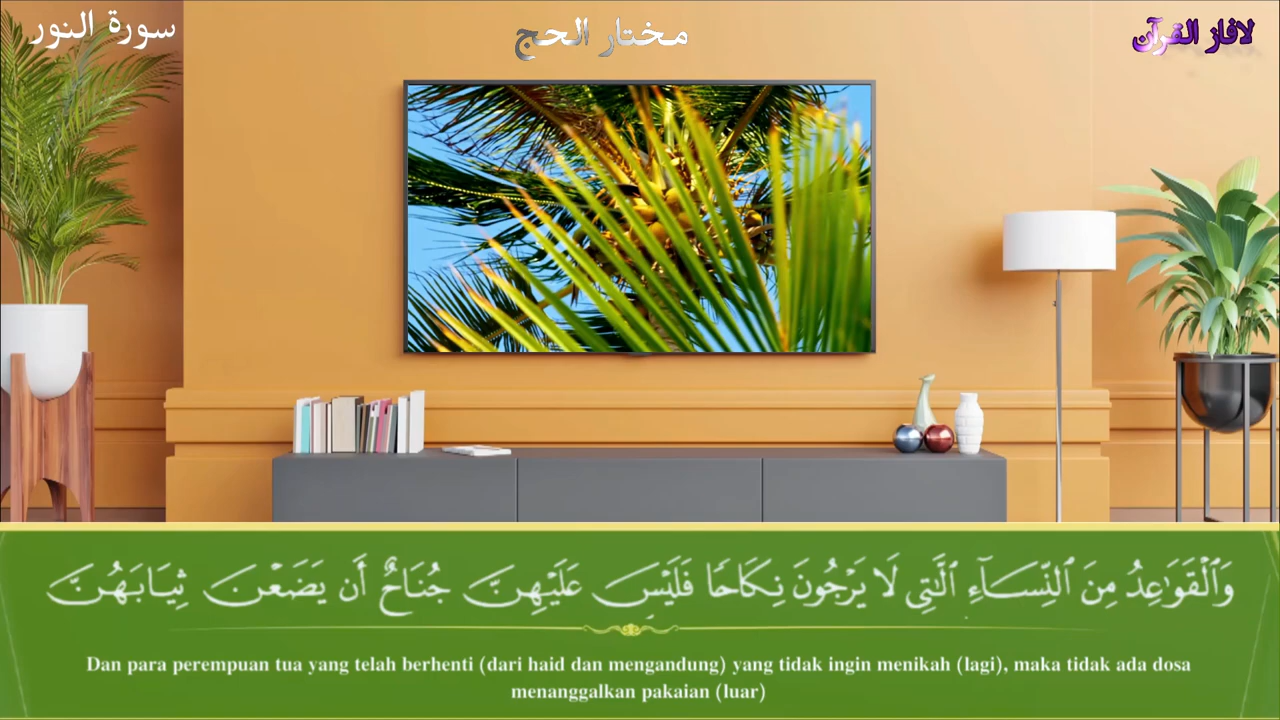 سورة النور
مختار الحج
لافاز القرآن
وَٱلْقَوَٰعِدُ مِنَ ٱلنِّسَآءِ ٱلَّٰتِى لَا يَرْجُونَ نِكَاحًا فَلَيْسَ عَلَيْهِنَّ جُنَاحٌ أَن يَضَعْنَ ثِيَابَهُنَّ
Dan para perempuan tua yang telah berhenti (dari haid dan mengandung) yang tidak ingin menikah (lagi), maka tidak ada dosa
menanggalkan pakaian (luar)